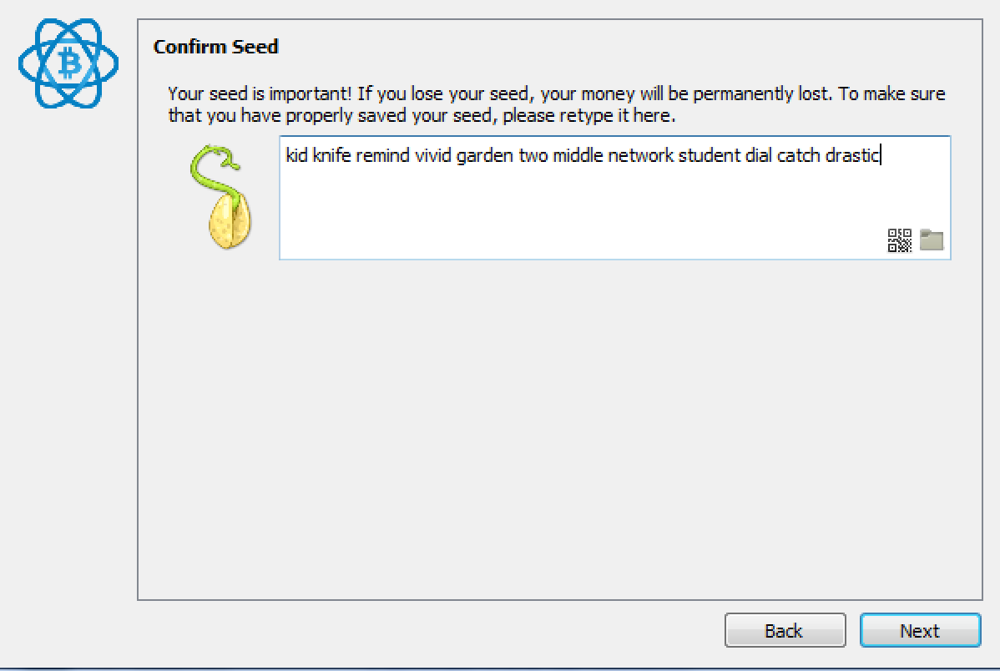 Confirm Seed
Your seed is important! If you lose your seed, your money will be permanently lost. To make sure
that you have properly saved your seed, please retype it here.
kid knife remind vivid garden two middle network student dial catch drastic
Back
Next